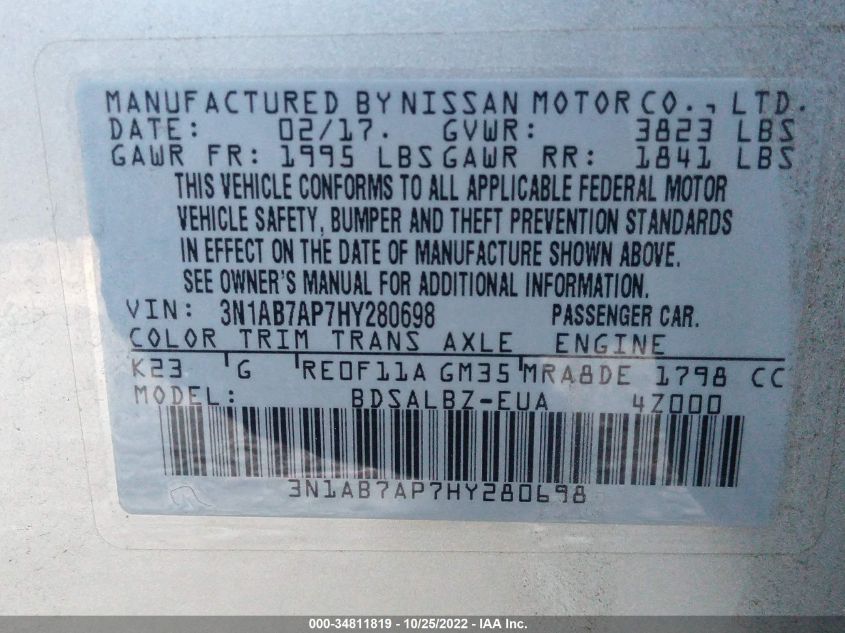 MANUFACTURED BY NISSAN MOTOR CO., LTD.
DATE: 02/17. GVWR: 3823 LBS
GAWR FR: 1995 LBS GAWR RR: 1841 LBS
THIS VEHICLE CONFORMS TO ALL APPLICABLE FEDERAL MOTOR
VEHICLE SAFETY, BUMPER AND THEFT PREVENTION STANDARDS
IN EFFECT ON THE DATE OF MANUFACTURE SHOWN ABOVE.
SEE OWNER'S MANUAL FOR ADDITIONAL INFORMATION.
VIN: 3N1AB7AP7HY280698 PASSENGER CAR.
COLOR TRIM TRANS AXLE ENGINE
K23 G RE0F11A GM35 MRA8DE 1798 CC
MODEL: BDSALBZ-EUA 4Z000
3N1AB7AP7HY280698
000-34811819 - 10/25/2022 - IAA Inc.